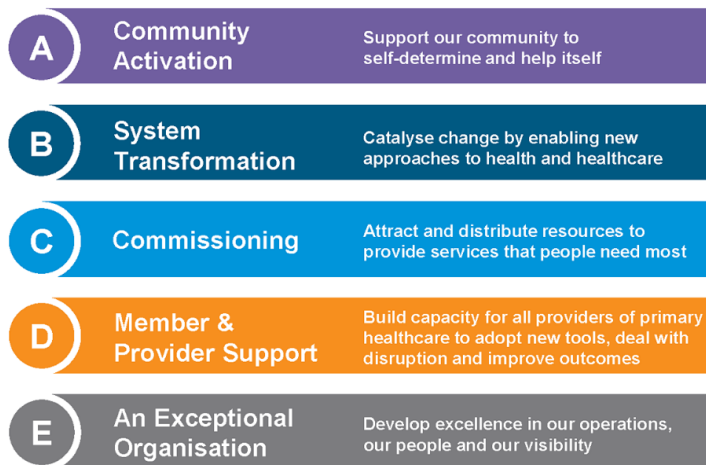 A
Community
Activation
Support our community to
self-determine and help itself
B
System
Transformation
Catalyse change by enabling new
approaches to health and healthcare
C
Commissioning
Attract and distribute resources to
provide services that people need most
D
Member &
Provider Support
Build capacity for all providers of primary
healthcare to adopt new tools, deal with
disruption and improve outcomes
E
An Exceptional
Organisation
Develop excellence in our operations,
our people and our visibility